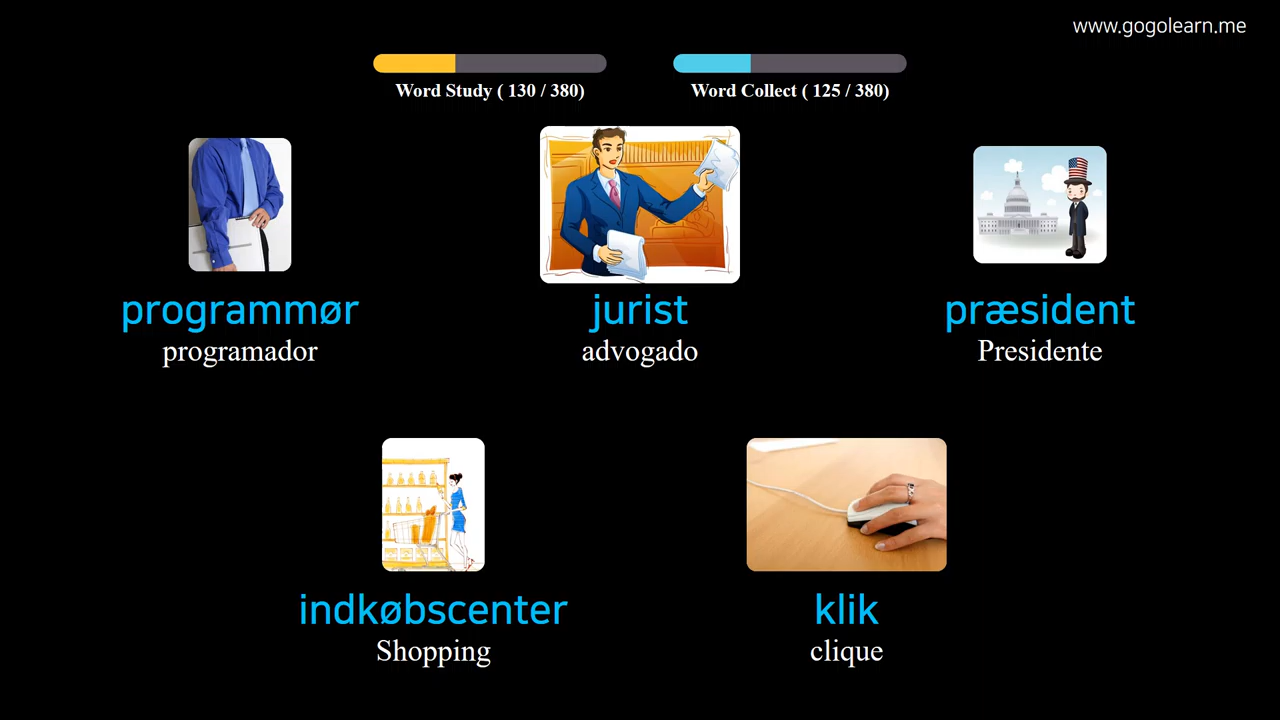 www.gogolearn.me
Word Study ( 130 / 380)
Word Collect ( 125 / 380)
programmør
programador
jurist
advogado
præsident
Presidente
indkøbscenter
Shopping
klik
clique